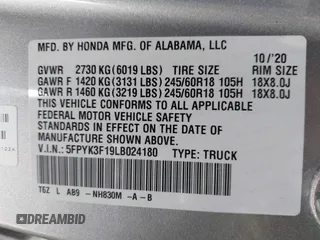 MFD. BY HONDA MFG. OF ALABAMA, LLC
10/'20
GVWR 2730 KG(6019 LBS) TIRE SIZE RIM SIZE
GAWR F 1420 KG(3131 LBS) 245/60R18 105H 18X8.0J
GAWR R 1460 KG(3219 LBS) 245/60R18 105H 18X8.0J
THIS VEHICLE CONFORMS TO ALL APPLICABLE
FEDERAL MOTOR VEHICLE SAFETY
STANDARDS IN EFFECT ON THE DATE OF
MANUFACTURE SHOWN ABOVE.
V.I.N.: 5FPYK3F19LB024180 TYPE: TRUCK
T6Z L AB9 -NH830M -A-B
DREAMBID